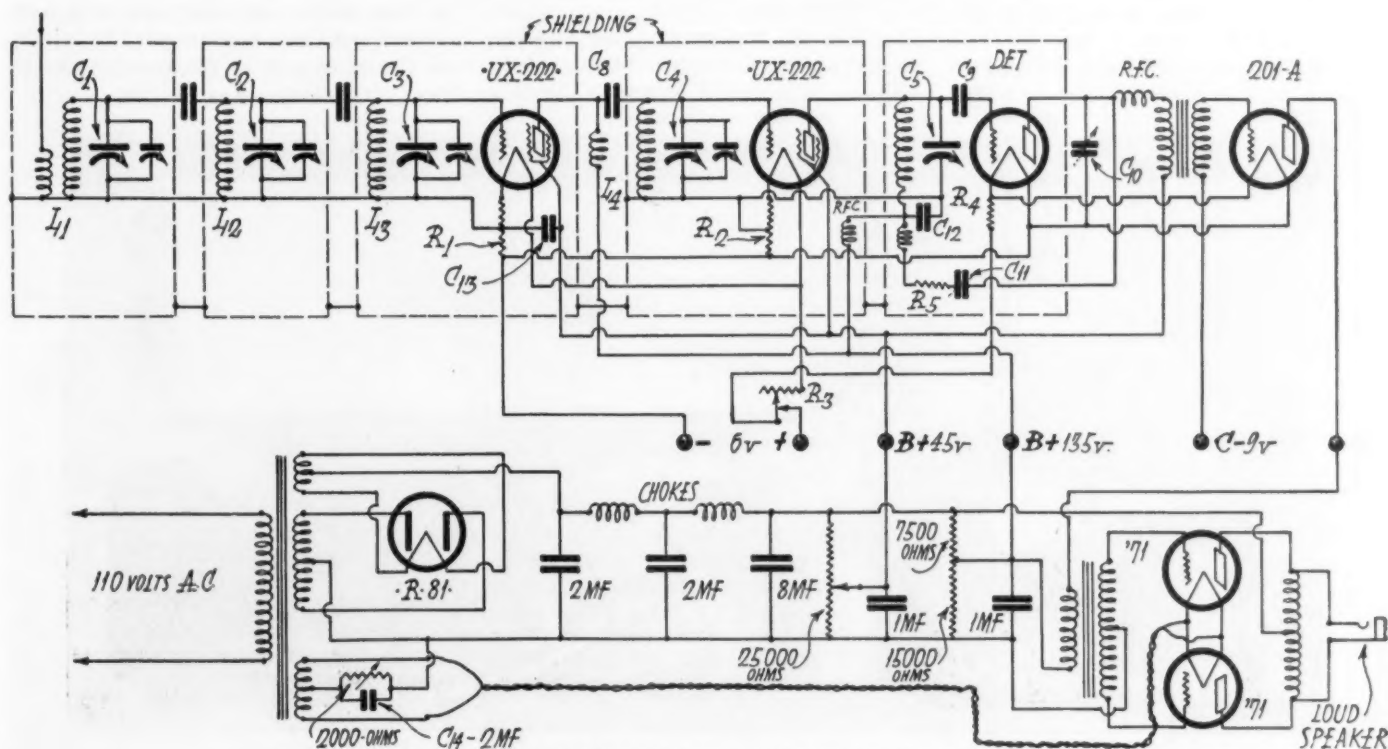 SHIELDING
C1
C2
C3
·UX-222·
C8
C4
·UX-222·
C5
C9
DET
R.F.C.
201-A
L1
L2
L3
R1
C13
L4
R2
R.F.C.
C12
R4
C10
R5
C11
R3
- 6v +
B+45v.
B+135v.
C-9v
CHOKES
110 VOLTS A.C
·R·81·
2MF
2MF
8MF
25000 OHMS
1MF
7500 OHMS
15000 OHMS
1MF
'71
'71
2000-OHMS
C14-2MF
LOUD SPEAKER